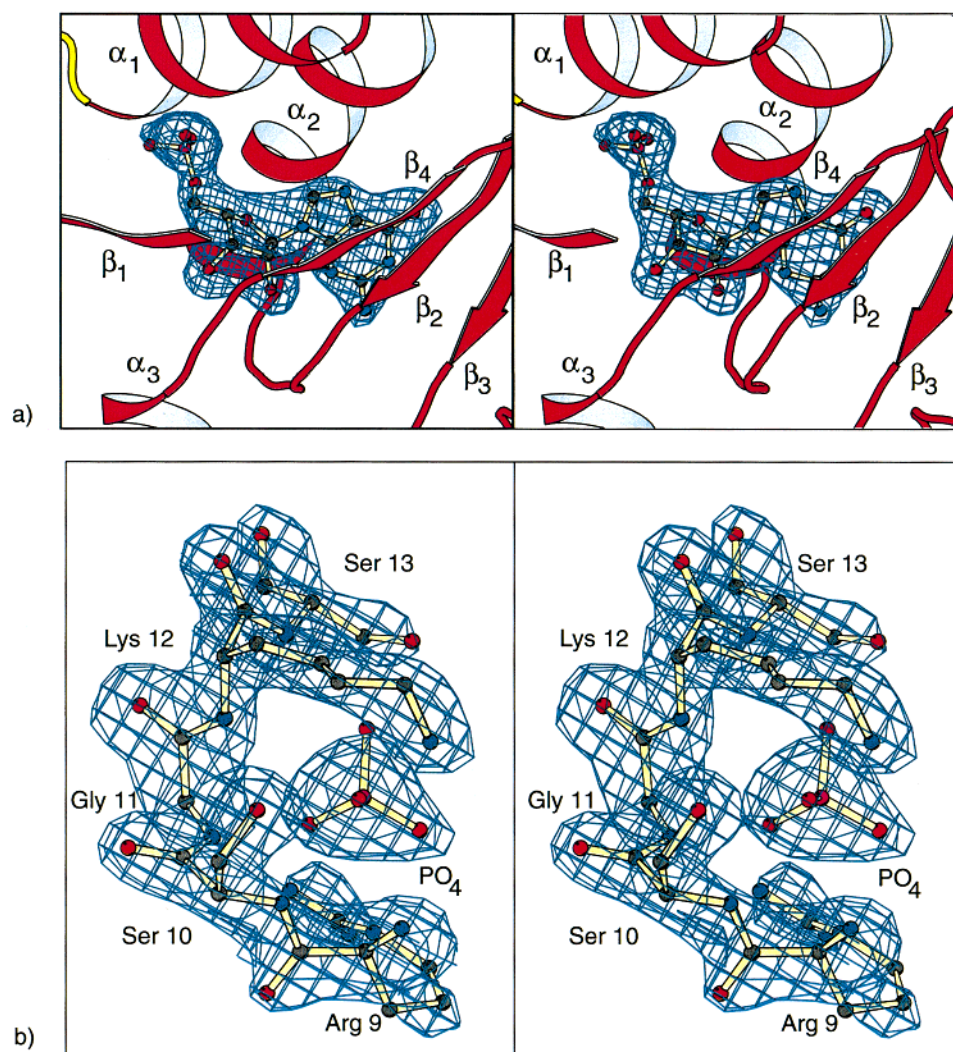 α1
α1
α2
α2
β4
β4
β1
β1
β2
β2
α3
α3
β3
β3
a)
Ser 13
Ser 13
Lys 12
Lys 12
Gly 11
Gly 11
PO4
PO4
Ser 10
Ser 10
Arg 9
Arg 9
b)